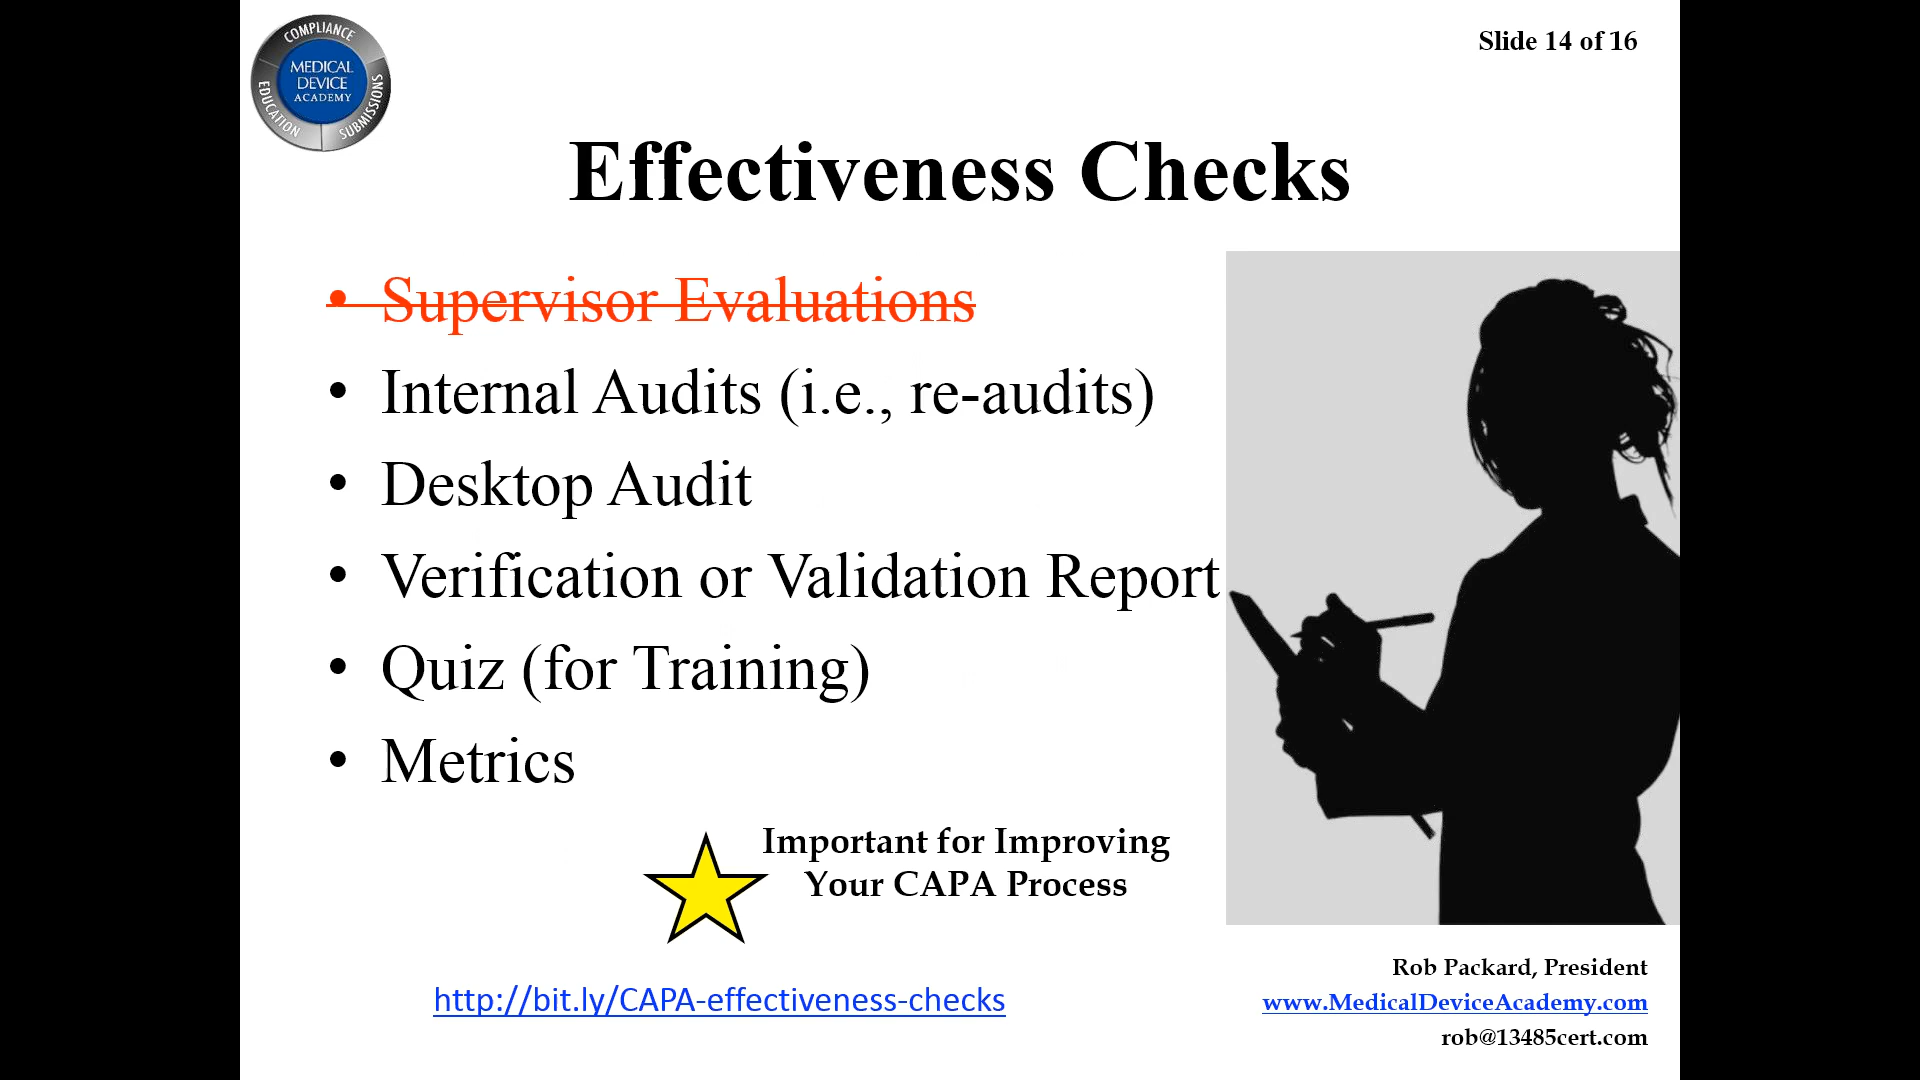 COMPLIANCE
MEDICAL
DEVICE
ACADEMY
EDUCATION
SUBMISSIONS
Slide 14 of 16
Effectiveness Checks
• Supervisor Evaluations
• Internal Audits (i.e., re-audits)
• Desktop Audit
• Verification or Validation Report
• Quiz (for Training)
• Metrics
Important for Improving
Your CAPA Process
http://bit.ly/CAPA-effectiveness-checks
Rob Packard, President
www.MedicalDeviceAcademy.com
rob@13485cert.com